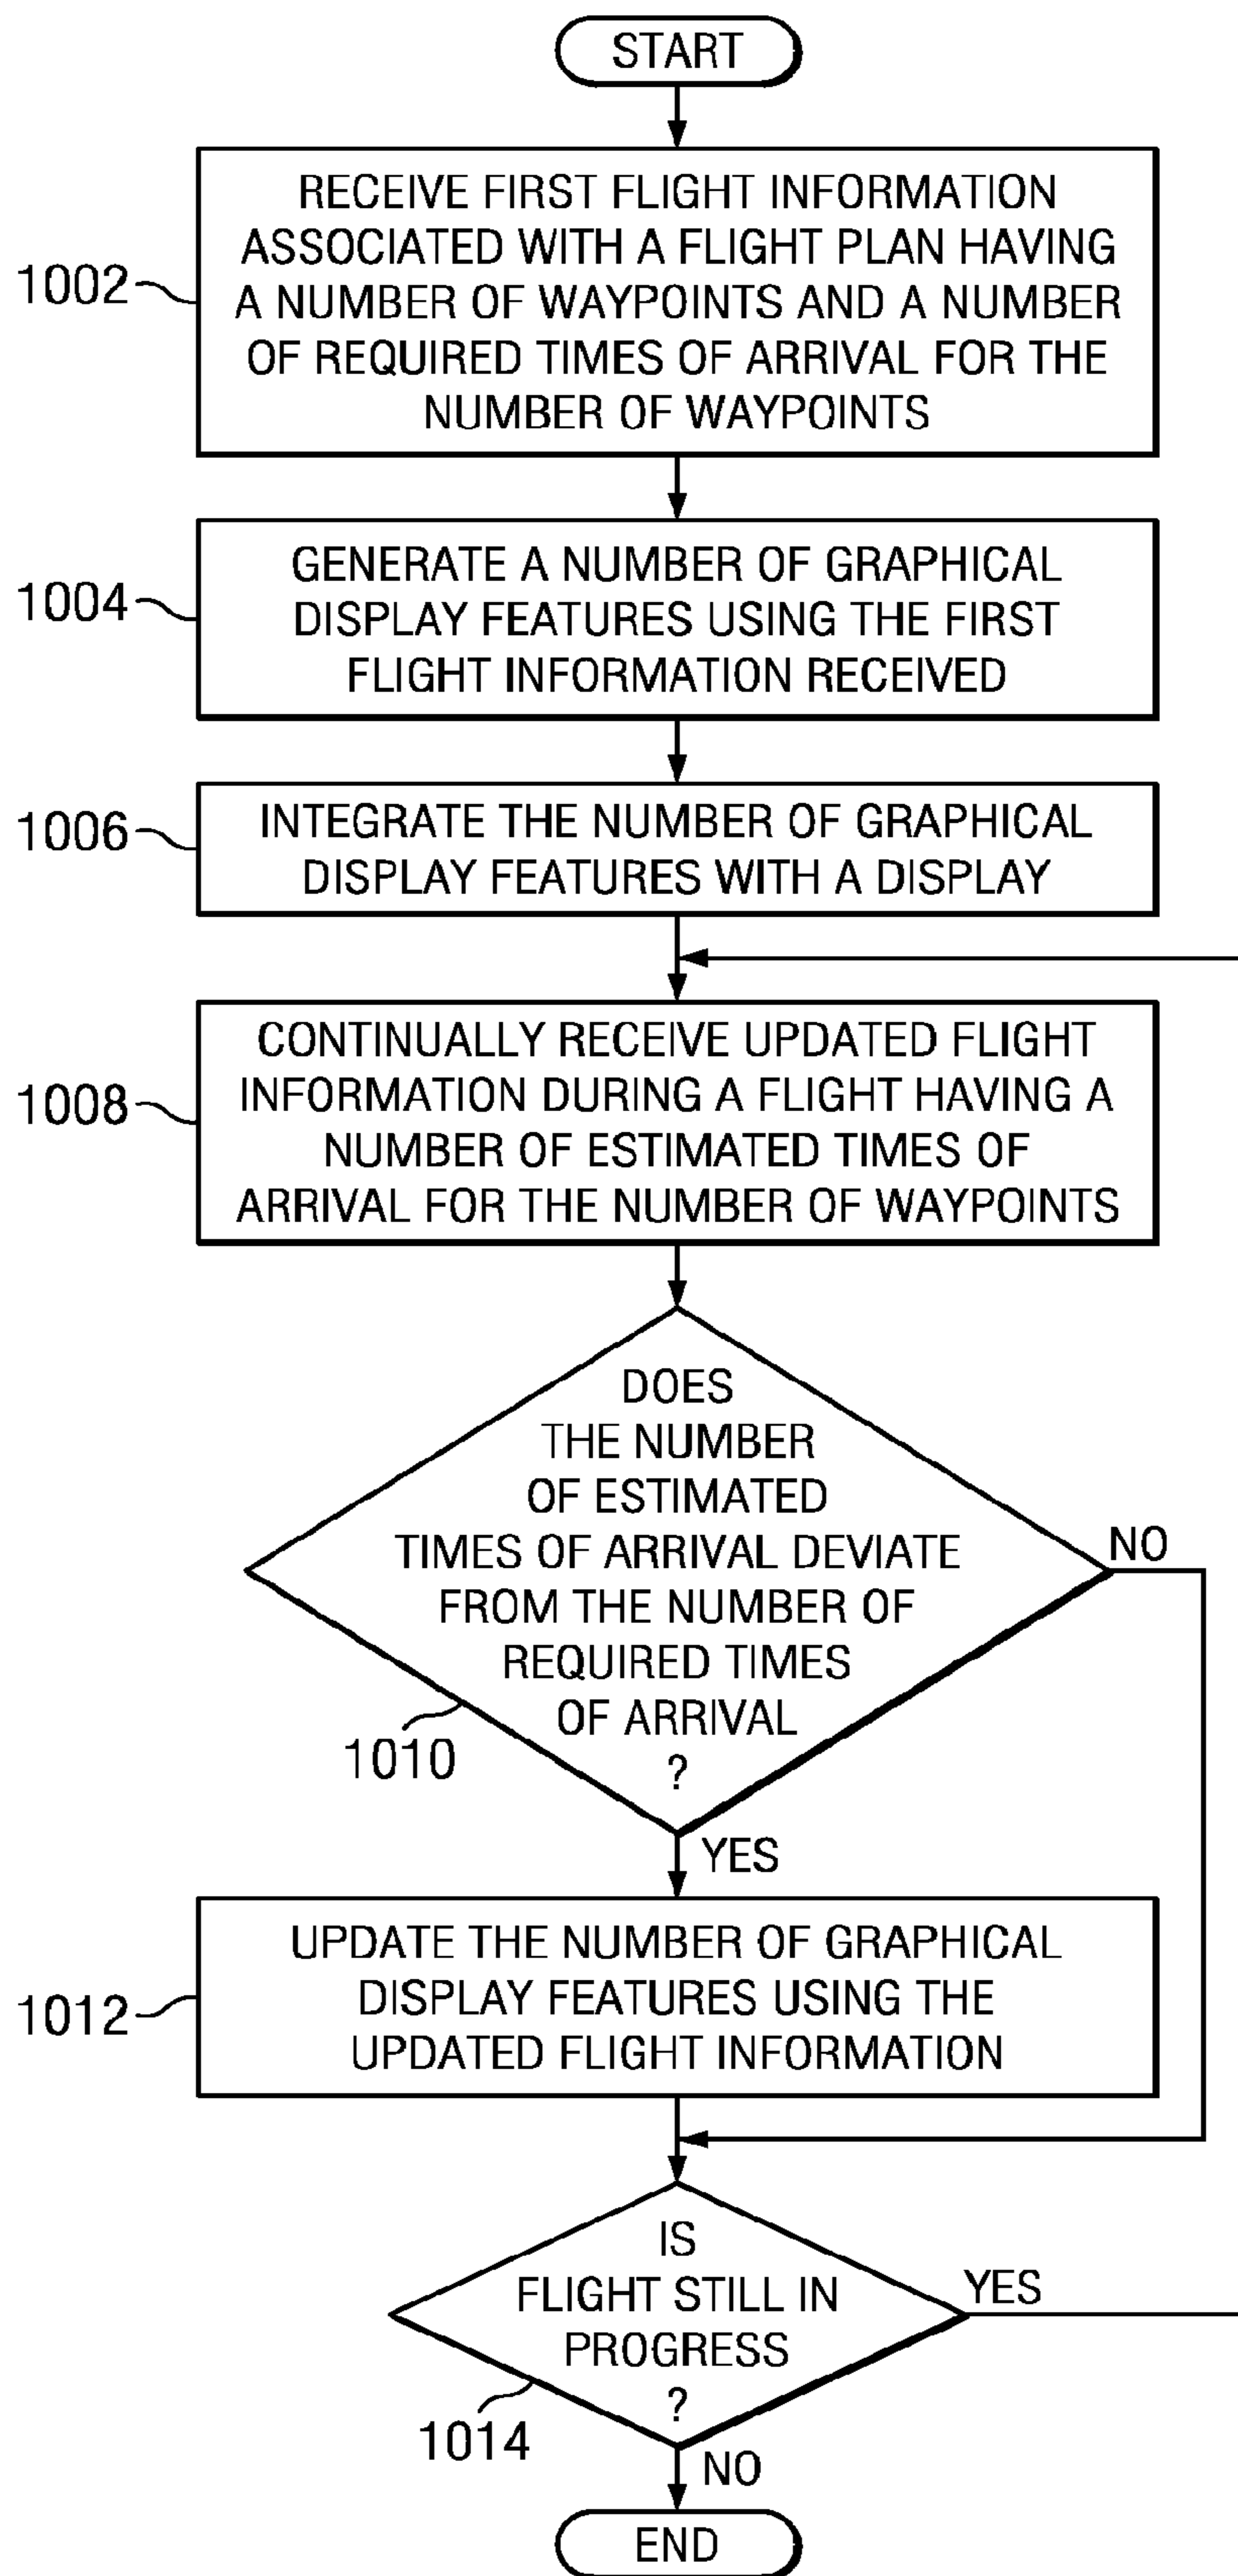 START
RECEIVE FIRST FLIGHT INFORMATION
ASSOCIATED WITH A FLIGHT PLAN HAVING
A NUMBER OF WAYPOINTS AND A NUMBER
OF REQUIRED TIMES OF ARRIVAL FOR THE
NUMBER OF WAYPOINTS
1002
GENERATE A NUMBER OF GRAPHICAL
DISPLAY FEATURES USING THE FIRST
FLIGHT INFORMATION RECEIVED
1004
INTEGRATE THE NUMBER OF GRAPHICAL
DISPLAY FEATURES WITH A DISPLAY
1006
CONTINUALLY RECEIVE UPDATED FLIGHT
INFORMATION DURING A FLIGHT HAVING A
NUMBER OF ESTIMATED TIMES OF
ARRIVAL FOR THE NUMBER OF WAYPOINTS
1008
DOES
THE NUMBER
OF ESTIMATED
TIMES OF ARRIVAL DEVIATE
FROM THE NUMBER OF
REQUIRED TIMES
OF ARRIVAL
?
1010
NO
YES
UPDATE THE NUMBER OF GRAPHICAL
DISPLAY FEATURES USING THE
UPDATED FLIGHT INFORMATION
1012
IS
FLIGHT STILL IN
PROGRESS
?
1014
YES
NO
END